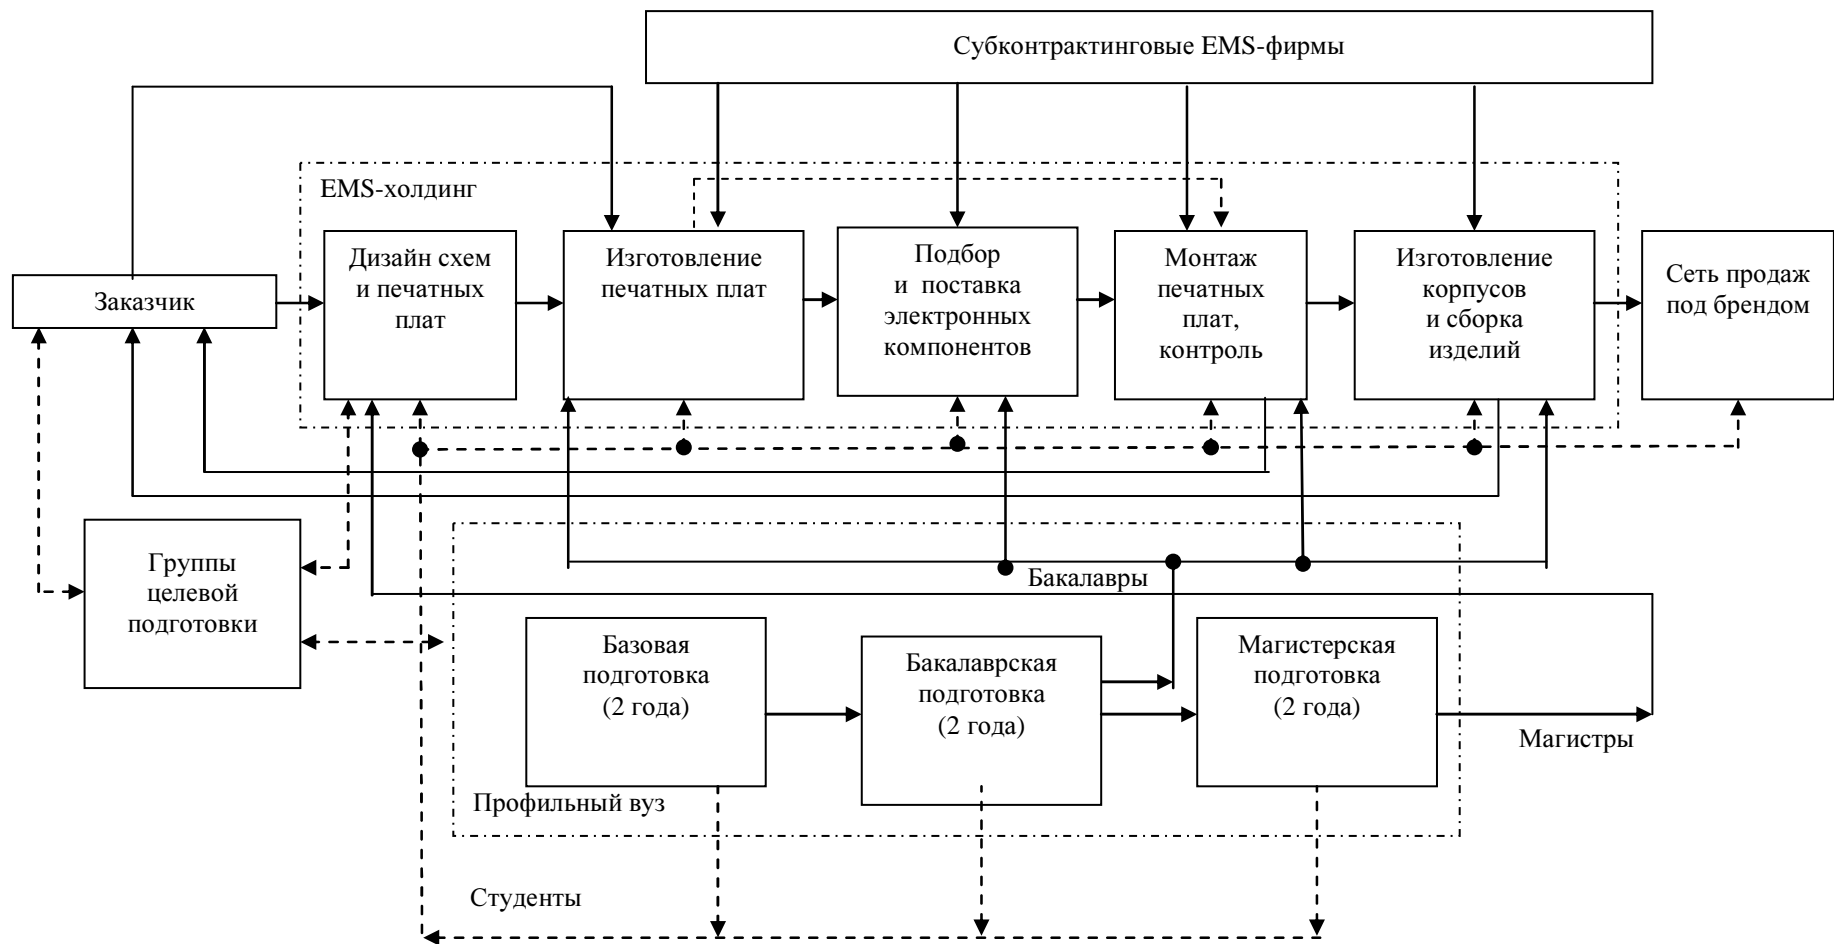 Субконтрактинговые EMS-фирмы
EMS-холдинг
Заказчик
Дизайн схем
и печатных
плат
Изготовление
печатных плат
Подбор
и поставка
электронных
компонентов
Монтаж
печатных
плат,
контроль
Изготовление
корпусов
и сборка
изделий
Сеть продаж
под брендом
Группы
целевой
подготовки
Бакалавры
Базовая
подготовка
(2 года)
Бакалаврская
подготовка
(2 года)
Магистерская
подготовка
(2 года)
Магистры
Профильный вуз
Студенты